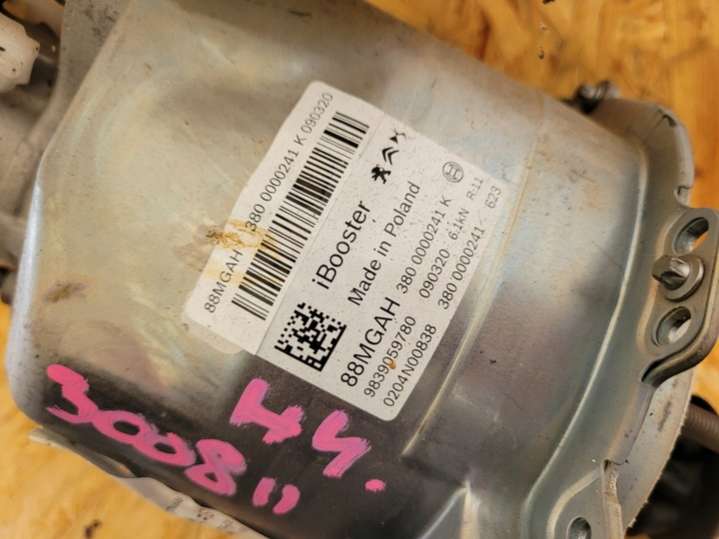 88MGAH 380 0000241 K 090320
iBooster
Made in Poland
88MGAH 380 0000241 K
9839059780 090320 6.1kN R:11
0204N00838 380 0000241 / 623
H4.
3008 II